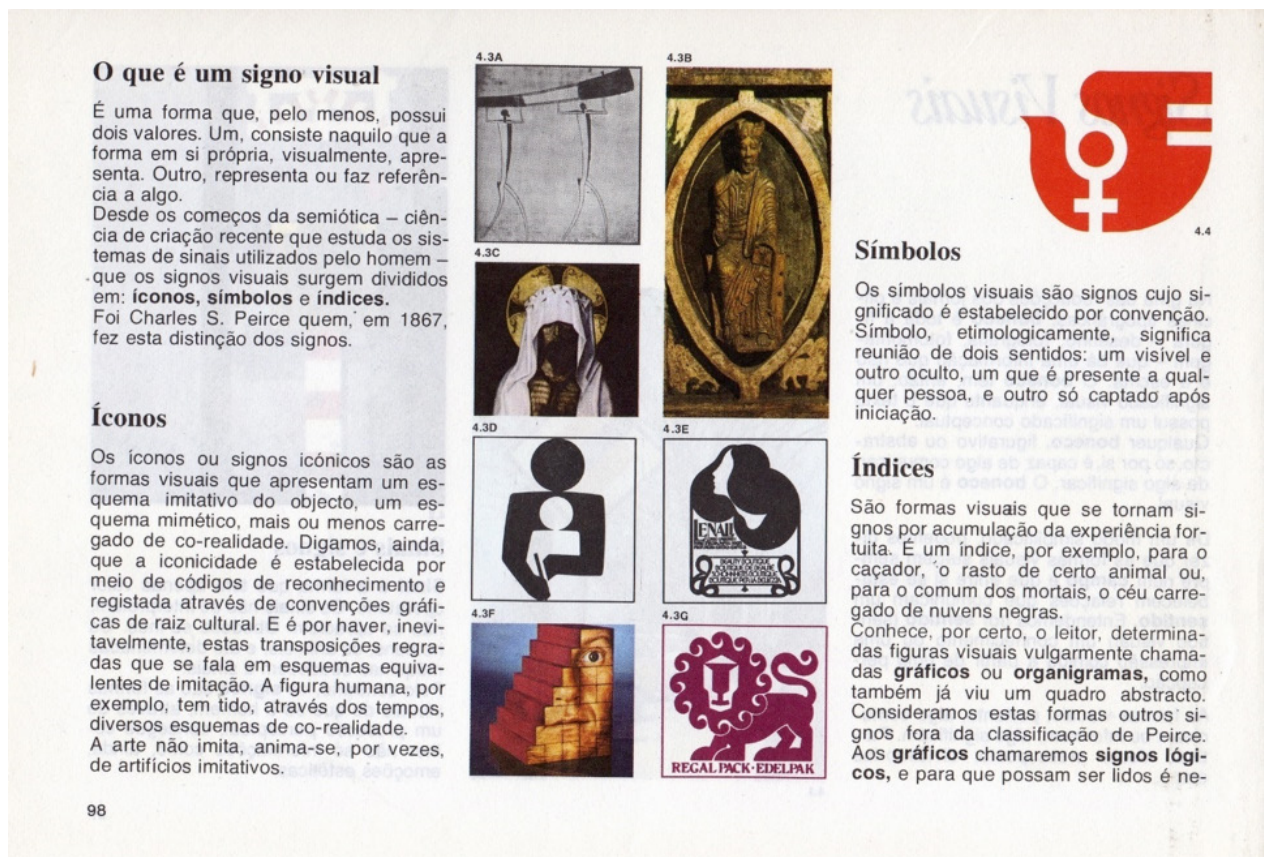 O que é um signo visual
É uma forma que, pelo menos, possui
dois valores. Um, consiste naquilo que a
forma em si própria, visualmente, apre-
senta. Outro, representa ou faz referên-
cia a algo.
Desde os começos da semiótica – ciên-
cia de criação recente que estuda os sis-
temas de sinais utilizados pelo homem –
que os signos visuais surgem divididos
em: íconos, símbolos e índices.
Foi Charles S. Peirce quem, em 1867,
fez esta distinção dos signos.
Íconos
Os íconos ou signos icónicos são as
formas visuais que apresentam um es-
quema imitativo do objecto, um es-
quema mimético, mais ou menos carre-
gado de co-realidade. Digamos, ainda,
que a iconicidade é estabelecida por
meio de códigos de reconhecimento e
registada através de convenções gráfi-
cas de raiz cultural. E é por haver, inevi-
tavelmente, estas transposições regra-
das que se fala em esquemas equiva-
lentes de imitação. A figura humana, por
exemplo, tem tido, através dos tempos,
diversos esquemas de co-realidade.
A arte não imita, anima-se, por vezes,
de artifícios imitativos.
98
4.3A
4.3B
4.3C
4.3D
4.3E
LENAIL
BEAUTY BOUTIQUE
BOUTIQUE DE BEAUTE
SCHÖNHEITS BOUTIQUE
BOUTIQUE PER LA BELLEZZA
4.3F
4.3G
REGAL PACK·EDELPAK
4.4
Símbolos
Os símbolos visuais são signos cujo si-
gnificado é estabelecido por convenção.
Símbolo, etimologicamente, significa
reunião de dois sentidos: um visível e
outro oculto, um que é presente a qual-
quer pessoa, e outro só captado após
iniciação.
Índices
São formas visuais que se tornam si-
gnos por acumulação da experiência for-
tuita. É um índice, por exemplo, para o
caçador, o rasto de certo animal ou,
para o comum dos mortais, o céu carre-
gado de nuvens negras.
Conhece, por certo, o leitor, determina-
das figuras visuais vulgarmente chama-
das gráficos ou organigramas, como
também já viu um quadro abstracto.
Consideramos estas formas outros si-
gnos fora da classificação de Peirce.
Aos gráficos chamaremos signos lógi-
cos, e para que possam ser lidos é ne-